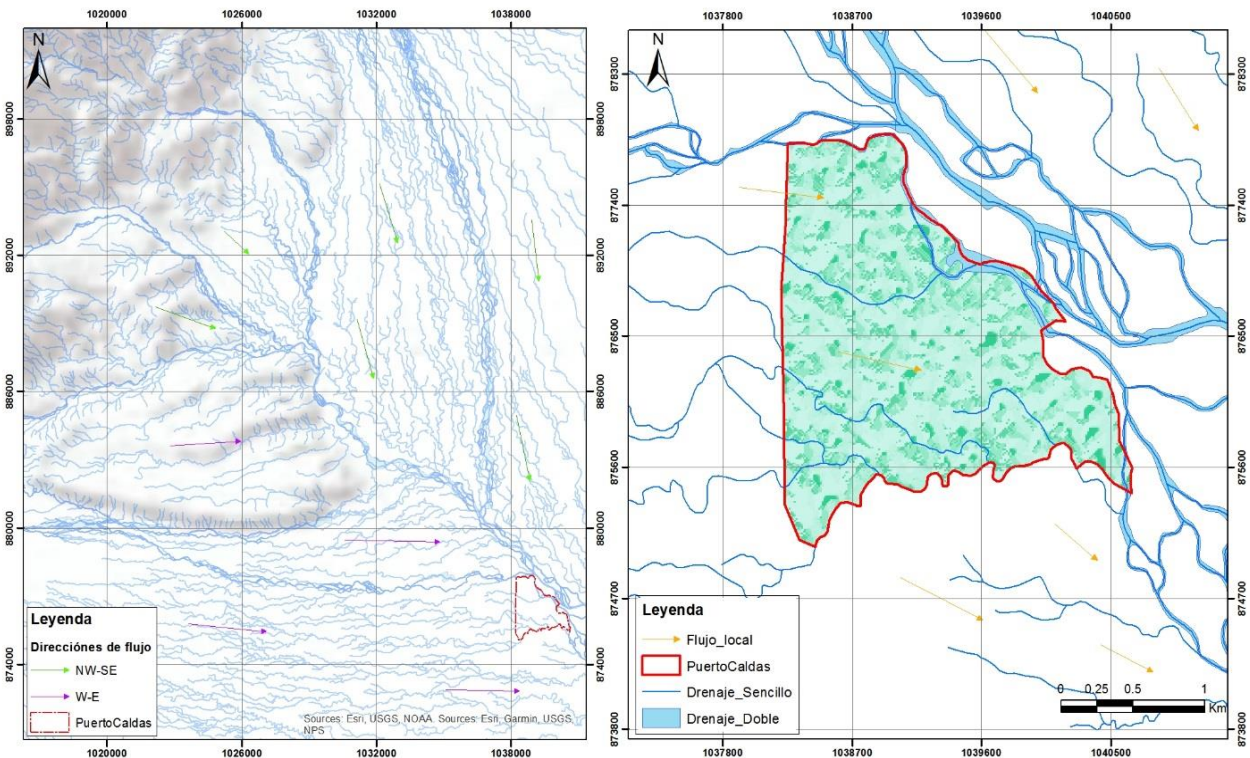 1020000 1026000 1032000 1038000
N
898000
892000
886000
880000
874000
Leyenda
Direcciónes de flujo
NW-SE
W-E
PuertoCaldas
Sources: Esri, USGS, NOAA Sources: Esri, Garmin, USGS,
NPS
898000
892000
886000
880000
874000
1020000 1026000 1032000 1038000
1037800 1038700 1039600 1040500
N
878300
877400
876500
875600
874700
873800
Leyenda
Flujo_local
PuertoCaldas
Drenaje_Sencillo
Drenaje_Doble
0 0.25 0.5 1
Km
878300
877400
876500
875600
874700
873800
1037800 1038700 1039600 1040500